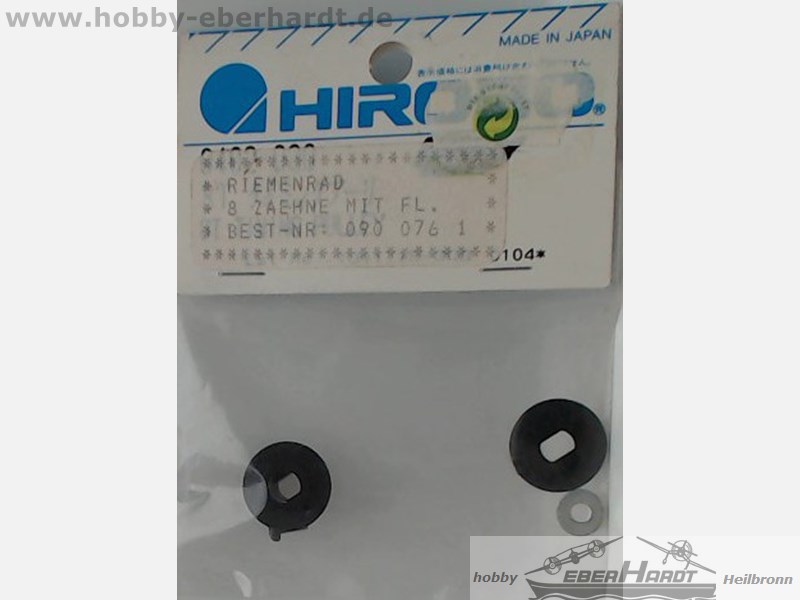 www.hobby-eberhardt.de
MADE IN JAPAN
HIROBO®
************************
* RIEMENRAD *
* 8 ZAEHNE MIT FL. *
* BEST-NR: 090 076 1 *
************************
0104*
hobby EBERHARDT Heilbronn